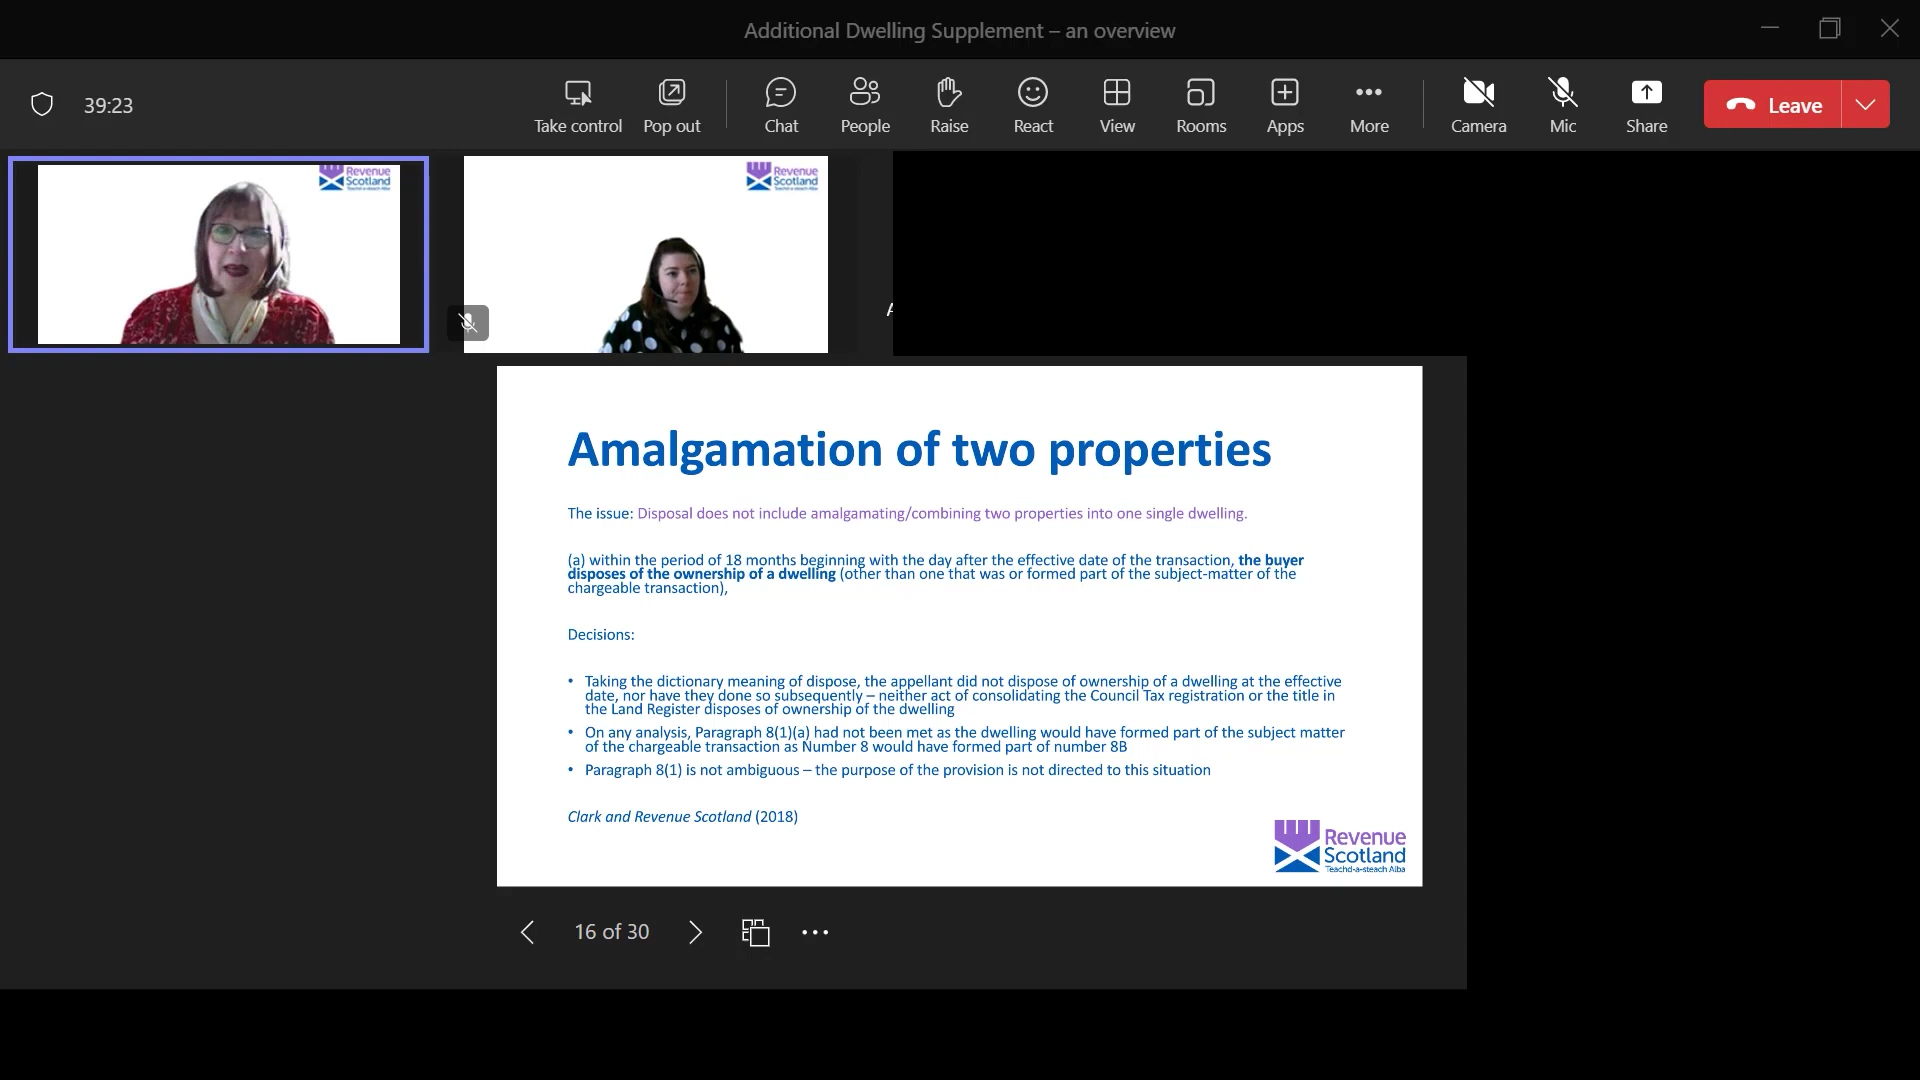 Additional Dwelling Supplement – an overview
39:23
Take control
Pop out
Chat
People
Raise
React
View
Rooms
Apps
More
Camera
Mic
Share
Leave
Revenue
Scotland
Teachd-a-steach Alba
Revenue
Scotland
Teachd-a-steach Alba
Amalgamation of two properties
The issue: Disposal does not include amalgamating/combining two properties into one single dwelling.
(a) within the period of 18 months beginning with the day after the effective date of the transaction, the buyer
disposes of the ownership of a dwelling (other than one that was or formed part of the subject-matter of the
chargeable transaction),
Decisions:
• Taking the dictionary meaning of dispose, the appellant did not dispose of ownership of a dwelling at the effective
date, nor have they done so subsequently – neither act of consolidating the Council Tax registration or the title in
the Land Register disposes of ownership of the dwelling
• On any analysis, Paragraph 8(1)(a) had not been met as the dwelling would have formed part of the subject matter
of the chargeable transaction as Number 8 would have formed part of number 8B
• Paragraph 8(1) is not ambiguous – the purpose of the provision is not directed to this situation
Clark and Revenue Scotland (2018)
Revenue
Scotland
Teachd-a-steach Alba
16 of 30